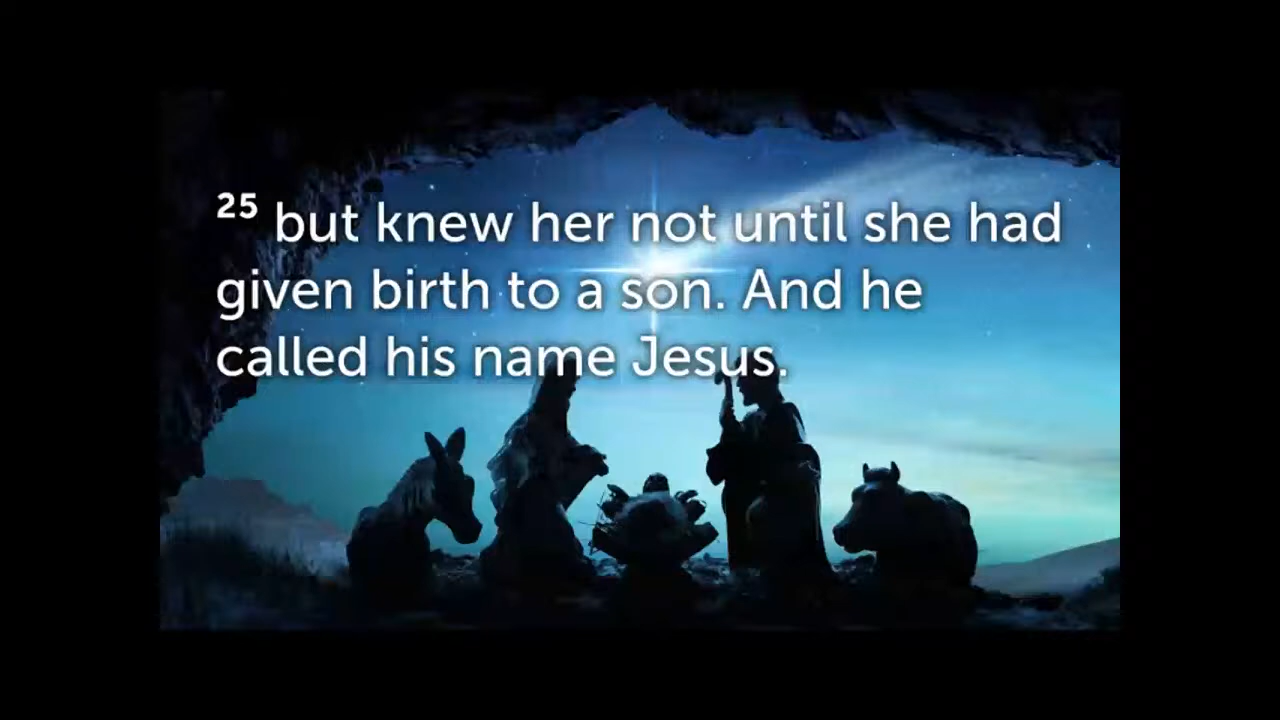 25 but knew her not until she had
given birth to a son. And he
called his name Jesus.